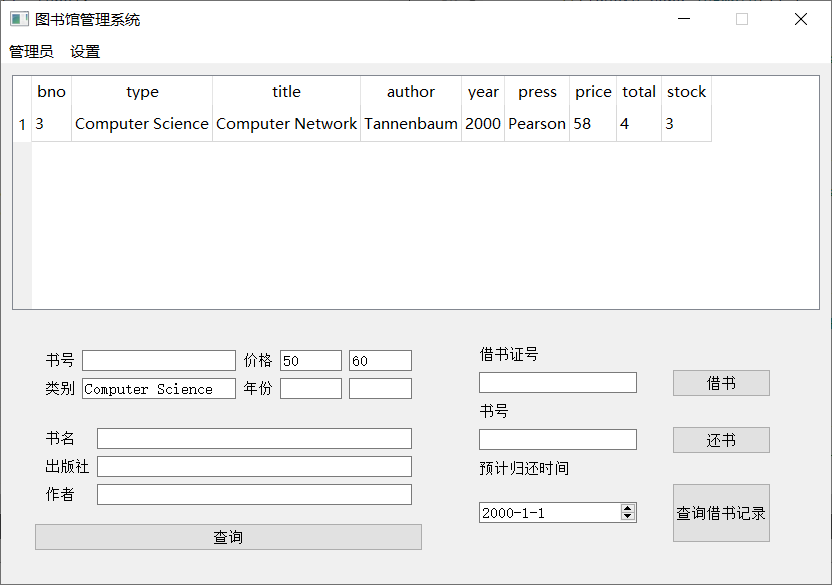 图书馆管理系统
管理员 设置
bno type title author year press price total stock
1 3 Computer Science Computer Network Tannenbaum 2000 Pearson 58 4 3
书号 价格 50 60
类别 Computer Science 年份
书名
出版社
作者
查询
借书证号
借书
书号
还书
预计归还时间
2000-1-1
查询借书记录